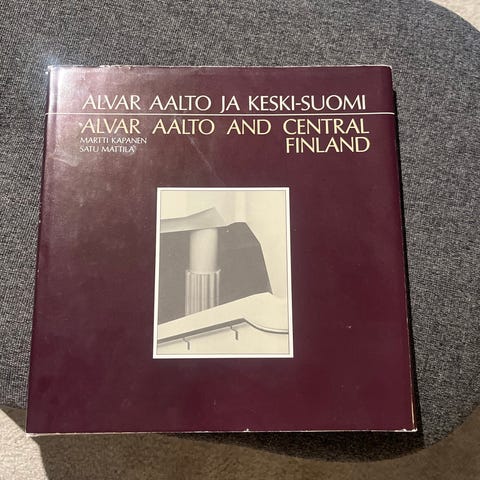 ALVAR AALTO JA KESKI-SUOMI
ALVAR AALTO AND CENTRAL
MARTTI KAPANEN FINLAND
SATU MATTILA